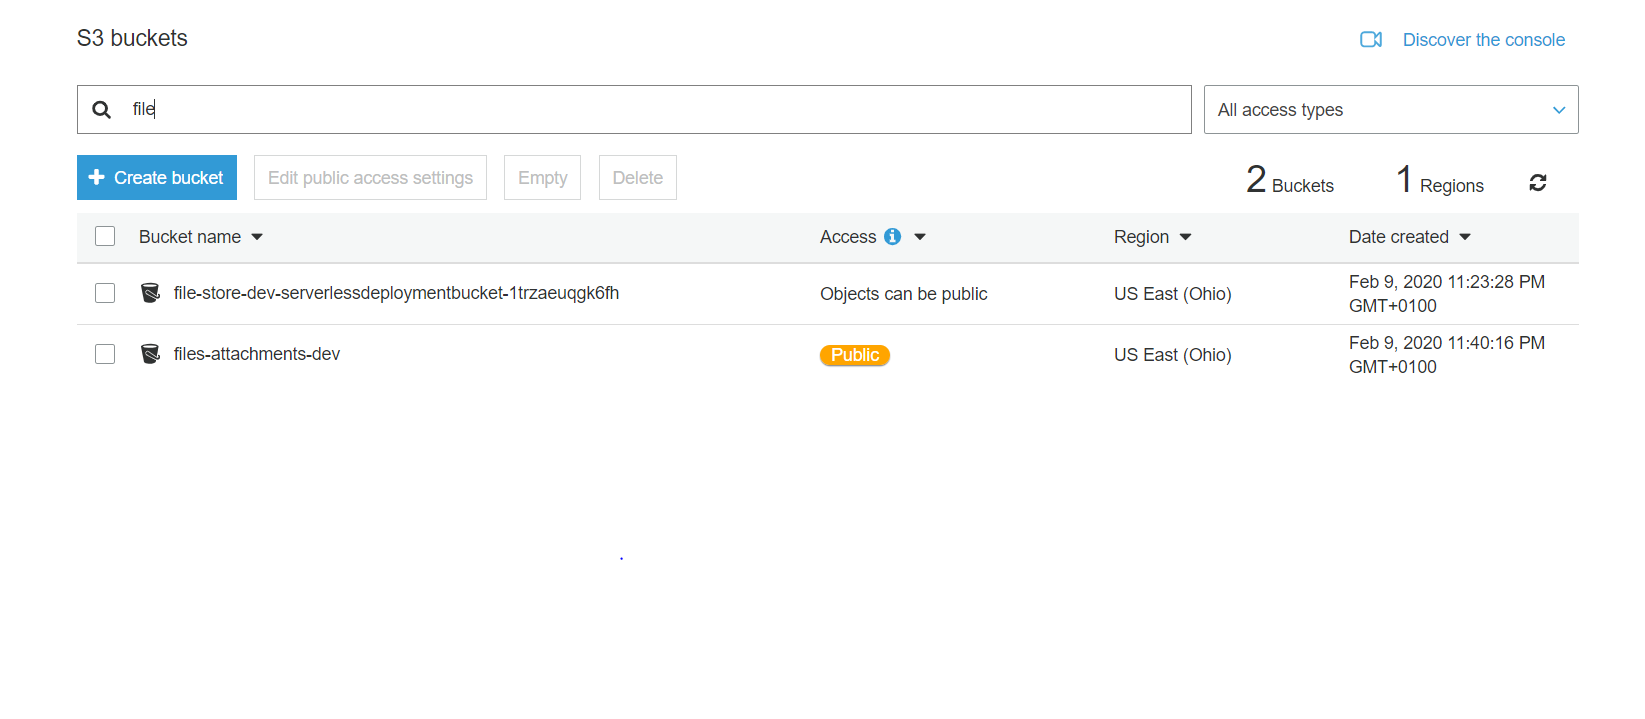 S3 buckets
Discover the console
file
All access types
Create bucket Edit public access settings Empty Delete 2 Buckets 1 Regions
Bucket name Access Region Date created
file-store-dev-serverlessdeploymentbucket-1trzaeuqgk6fh Objects can be public US East (Ohio) Feb 9, 2020 11:23:28 PM
GMT+0100
files-attachments-dev Public US East (Ohio) Feb 9, 2020 11:40:16 PM
GMT+0100